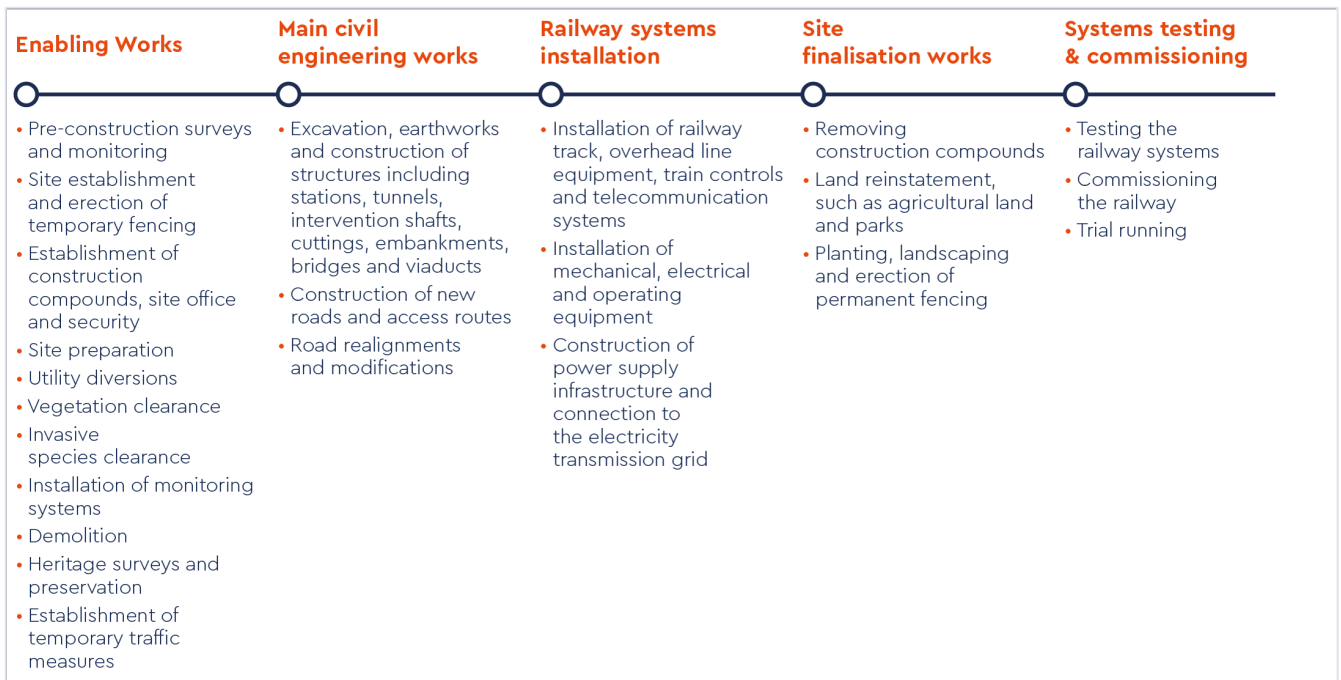 Enabling Works
• Pre-construction surveys
and monitoring
• Site establishment
and erection of
temporary fencing
• Establishment of
construction
compounds, site office
and security
• Site preparation
• Utility diversions
• Vegetation clearance
• Invasive
species clearance
• Installation of monitoring
systems
• Demolition
• Heritage surveys and
preservation
• Establishment of
temporary traffic
measures
Main civil
engineering works
• Excavation, earthworks
and construction of
structures including
stations, tunnels,
intervention shafts,
cuttings, embankments,
bridges and viaducts
• Construction of new
roads and access routes
• Road realignments
and modifications
Railway systems
installation
• Installation of railway
track, overhead line
equipment, train controls
and telecommunication
systems
• Installation of
mechanical, electrical
and operating
equipment
• Construction of
power supply
infrastructure and
connection to
the electricity
transmission grid
Site
finalisation works
• Removing
construction compounds
• Land reinstatement,
such as agricultural land
and parks
• Planting, landscaping
and erection of
permanent fencing
Systems testing
& commissioning
• Testing the
railway systems
• Commissioning
the railway
• Trial running